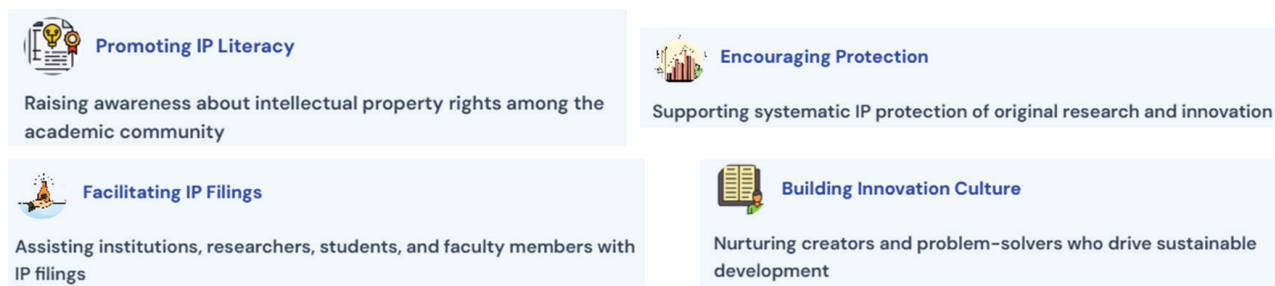 Promoting IP Literacy
Raising awareness about intellectual property rights among the
academic community
Encouraging Protection
Supporting systematic IP protection of original research and innovation
Facilitating IP Filings
Assisting institutions, researchers, students, and faculty members with
IP filings
Building Innovation Culture
Nurturing creators and problem-solvers who drive sustainable
development